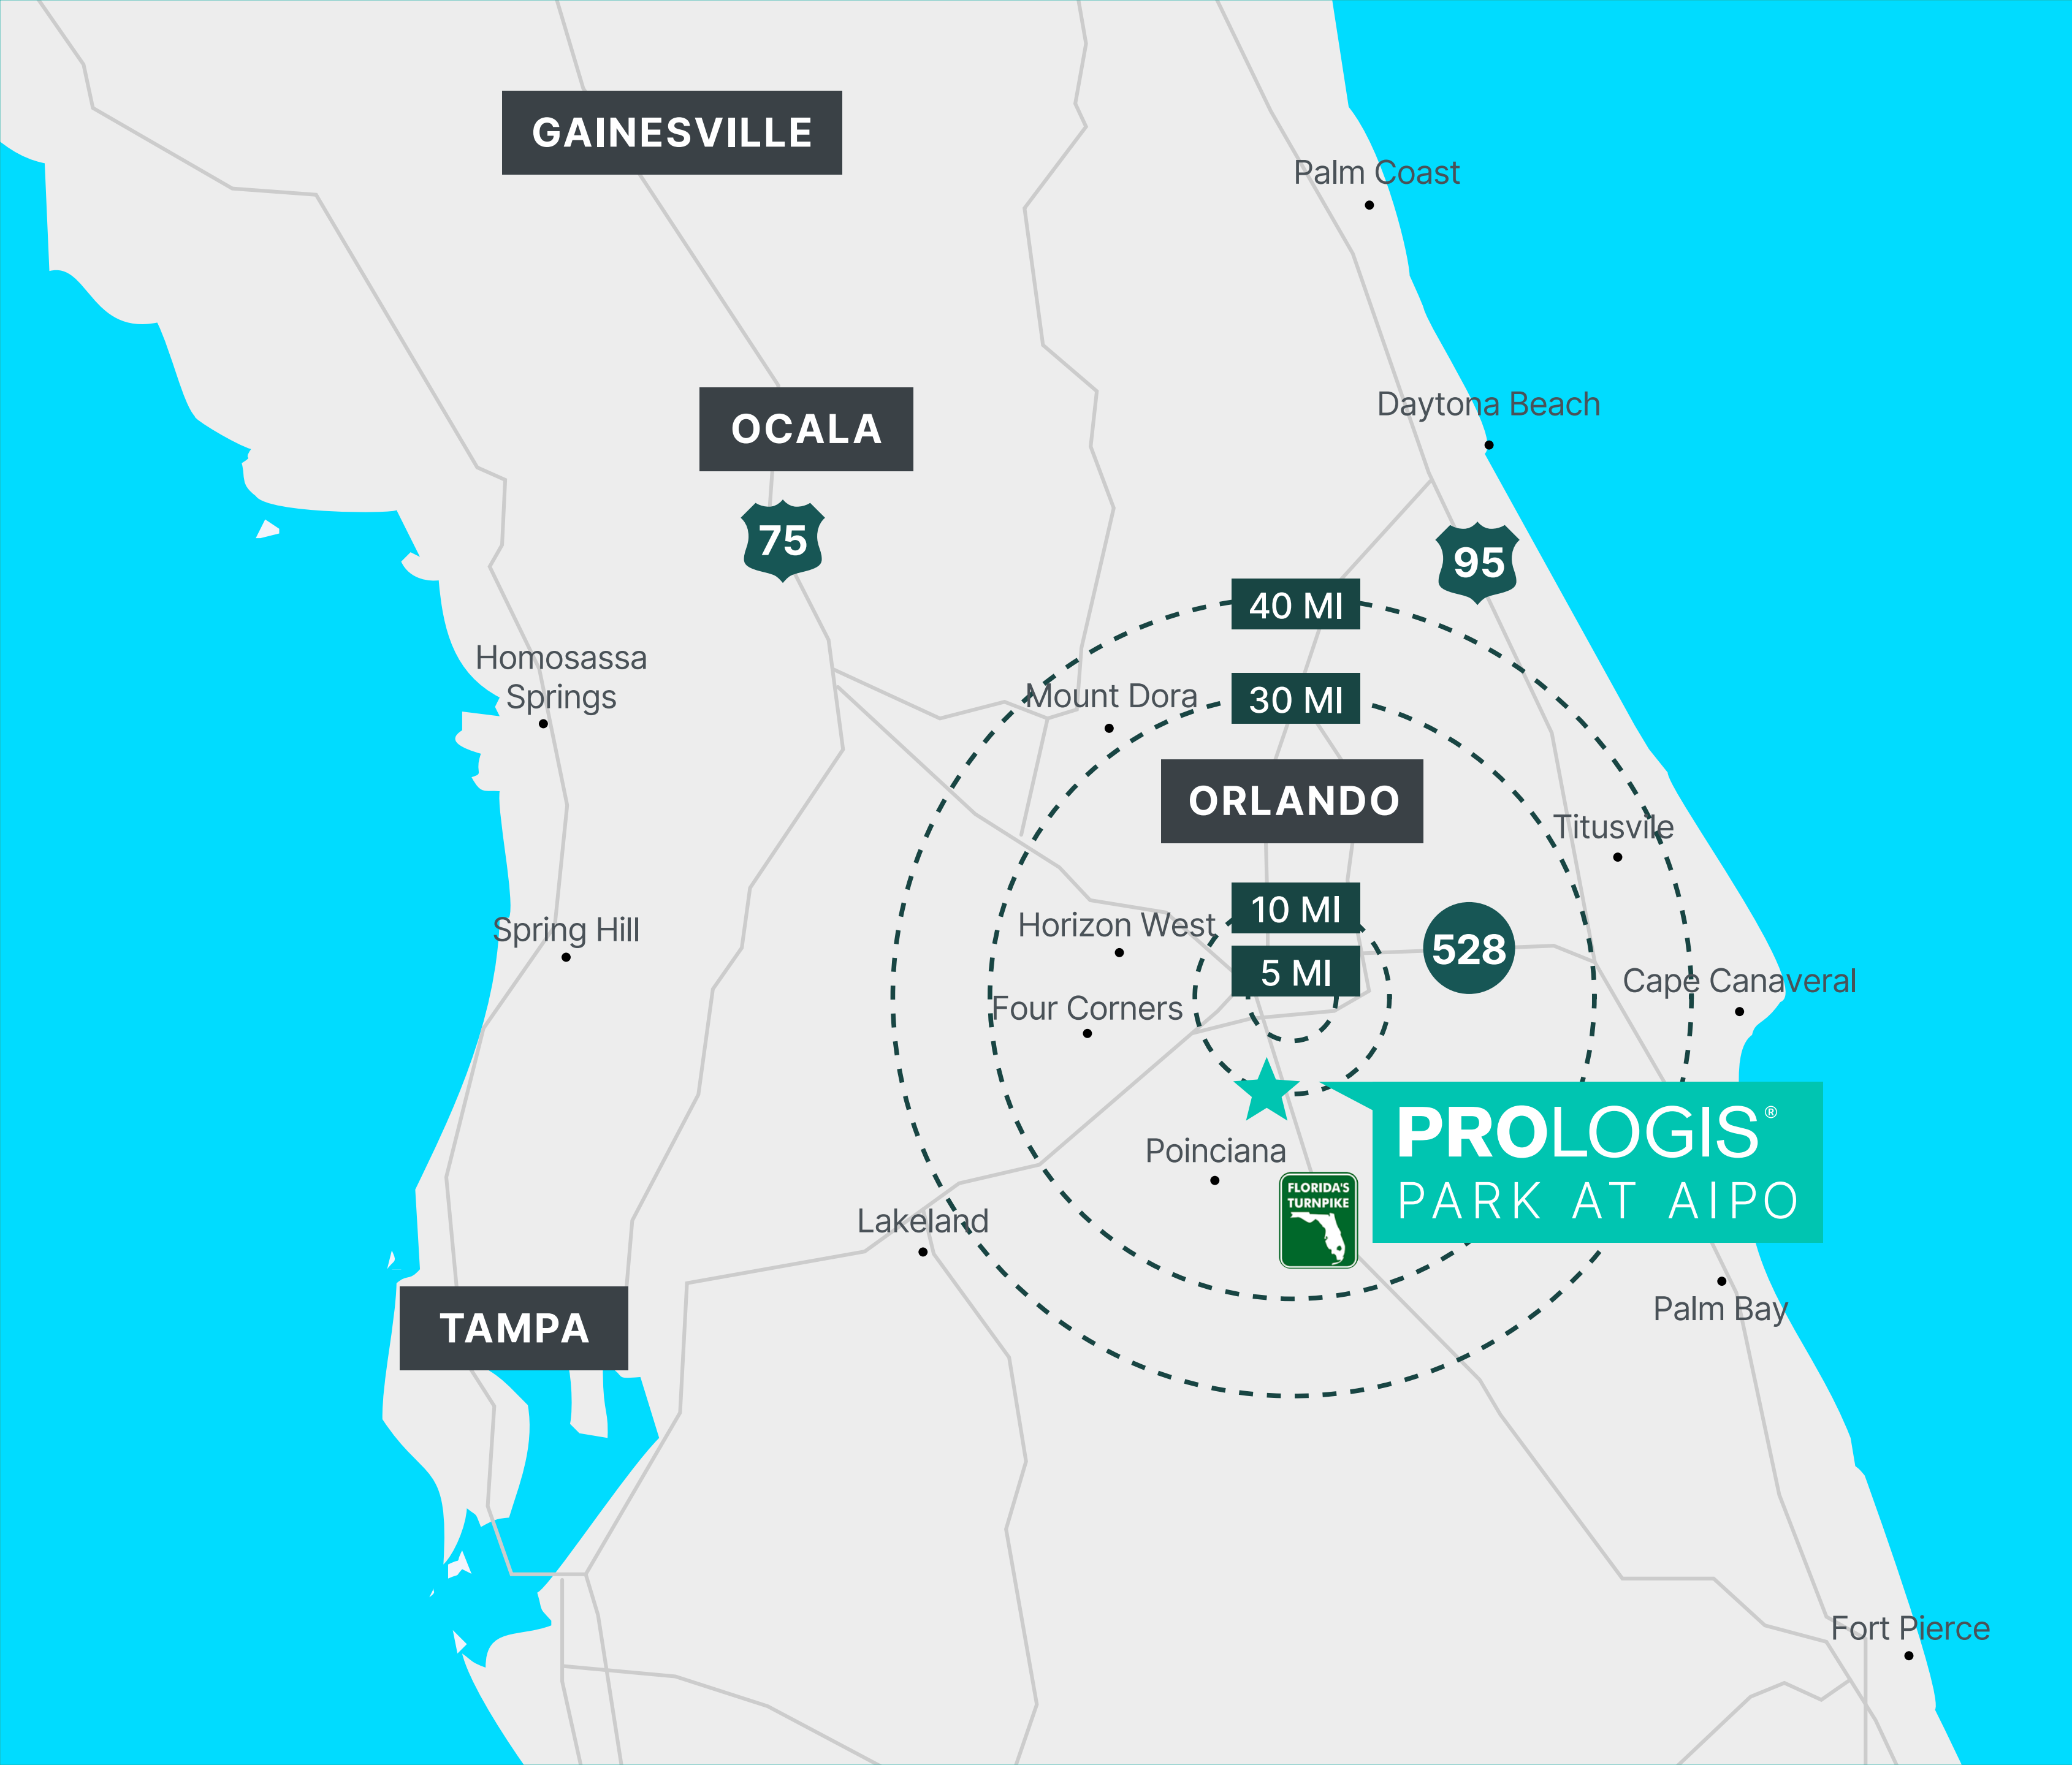 GAINESVILLE
Palm Coast
Daytona Beach
OCALA
75
95
40 MI
Homosassa
Springs
Mount Dora
30 MI
ORLANDO
Titusvile
10 MI
Horizon West
Spring Hill
528
5 MI
Cape Canaveral
Four Corners
PROLOGIS®
PARK AT AIPO
Poinciana
FLORIDA'S
TURNPIKE
Lakeland
TAMPA
Palm Bay
Fort Pierce